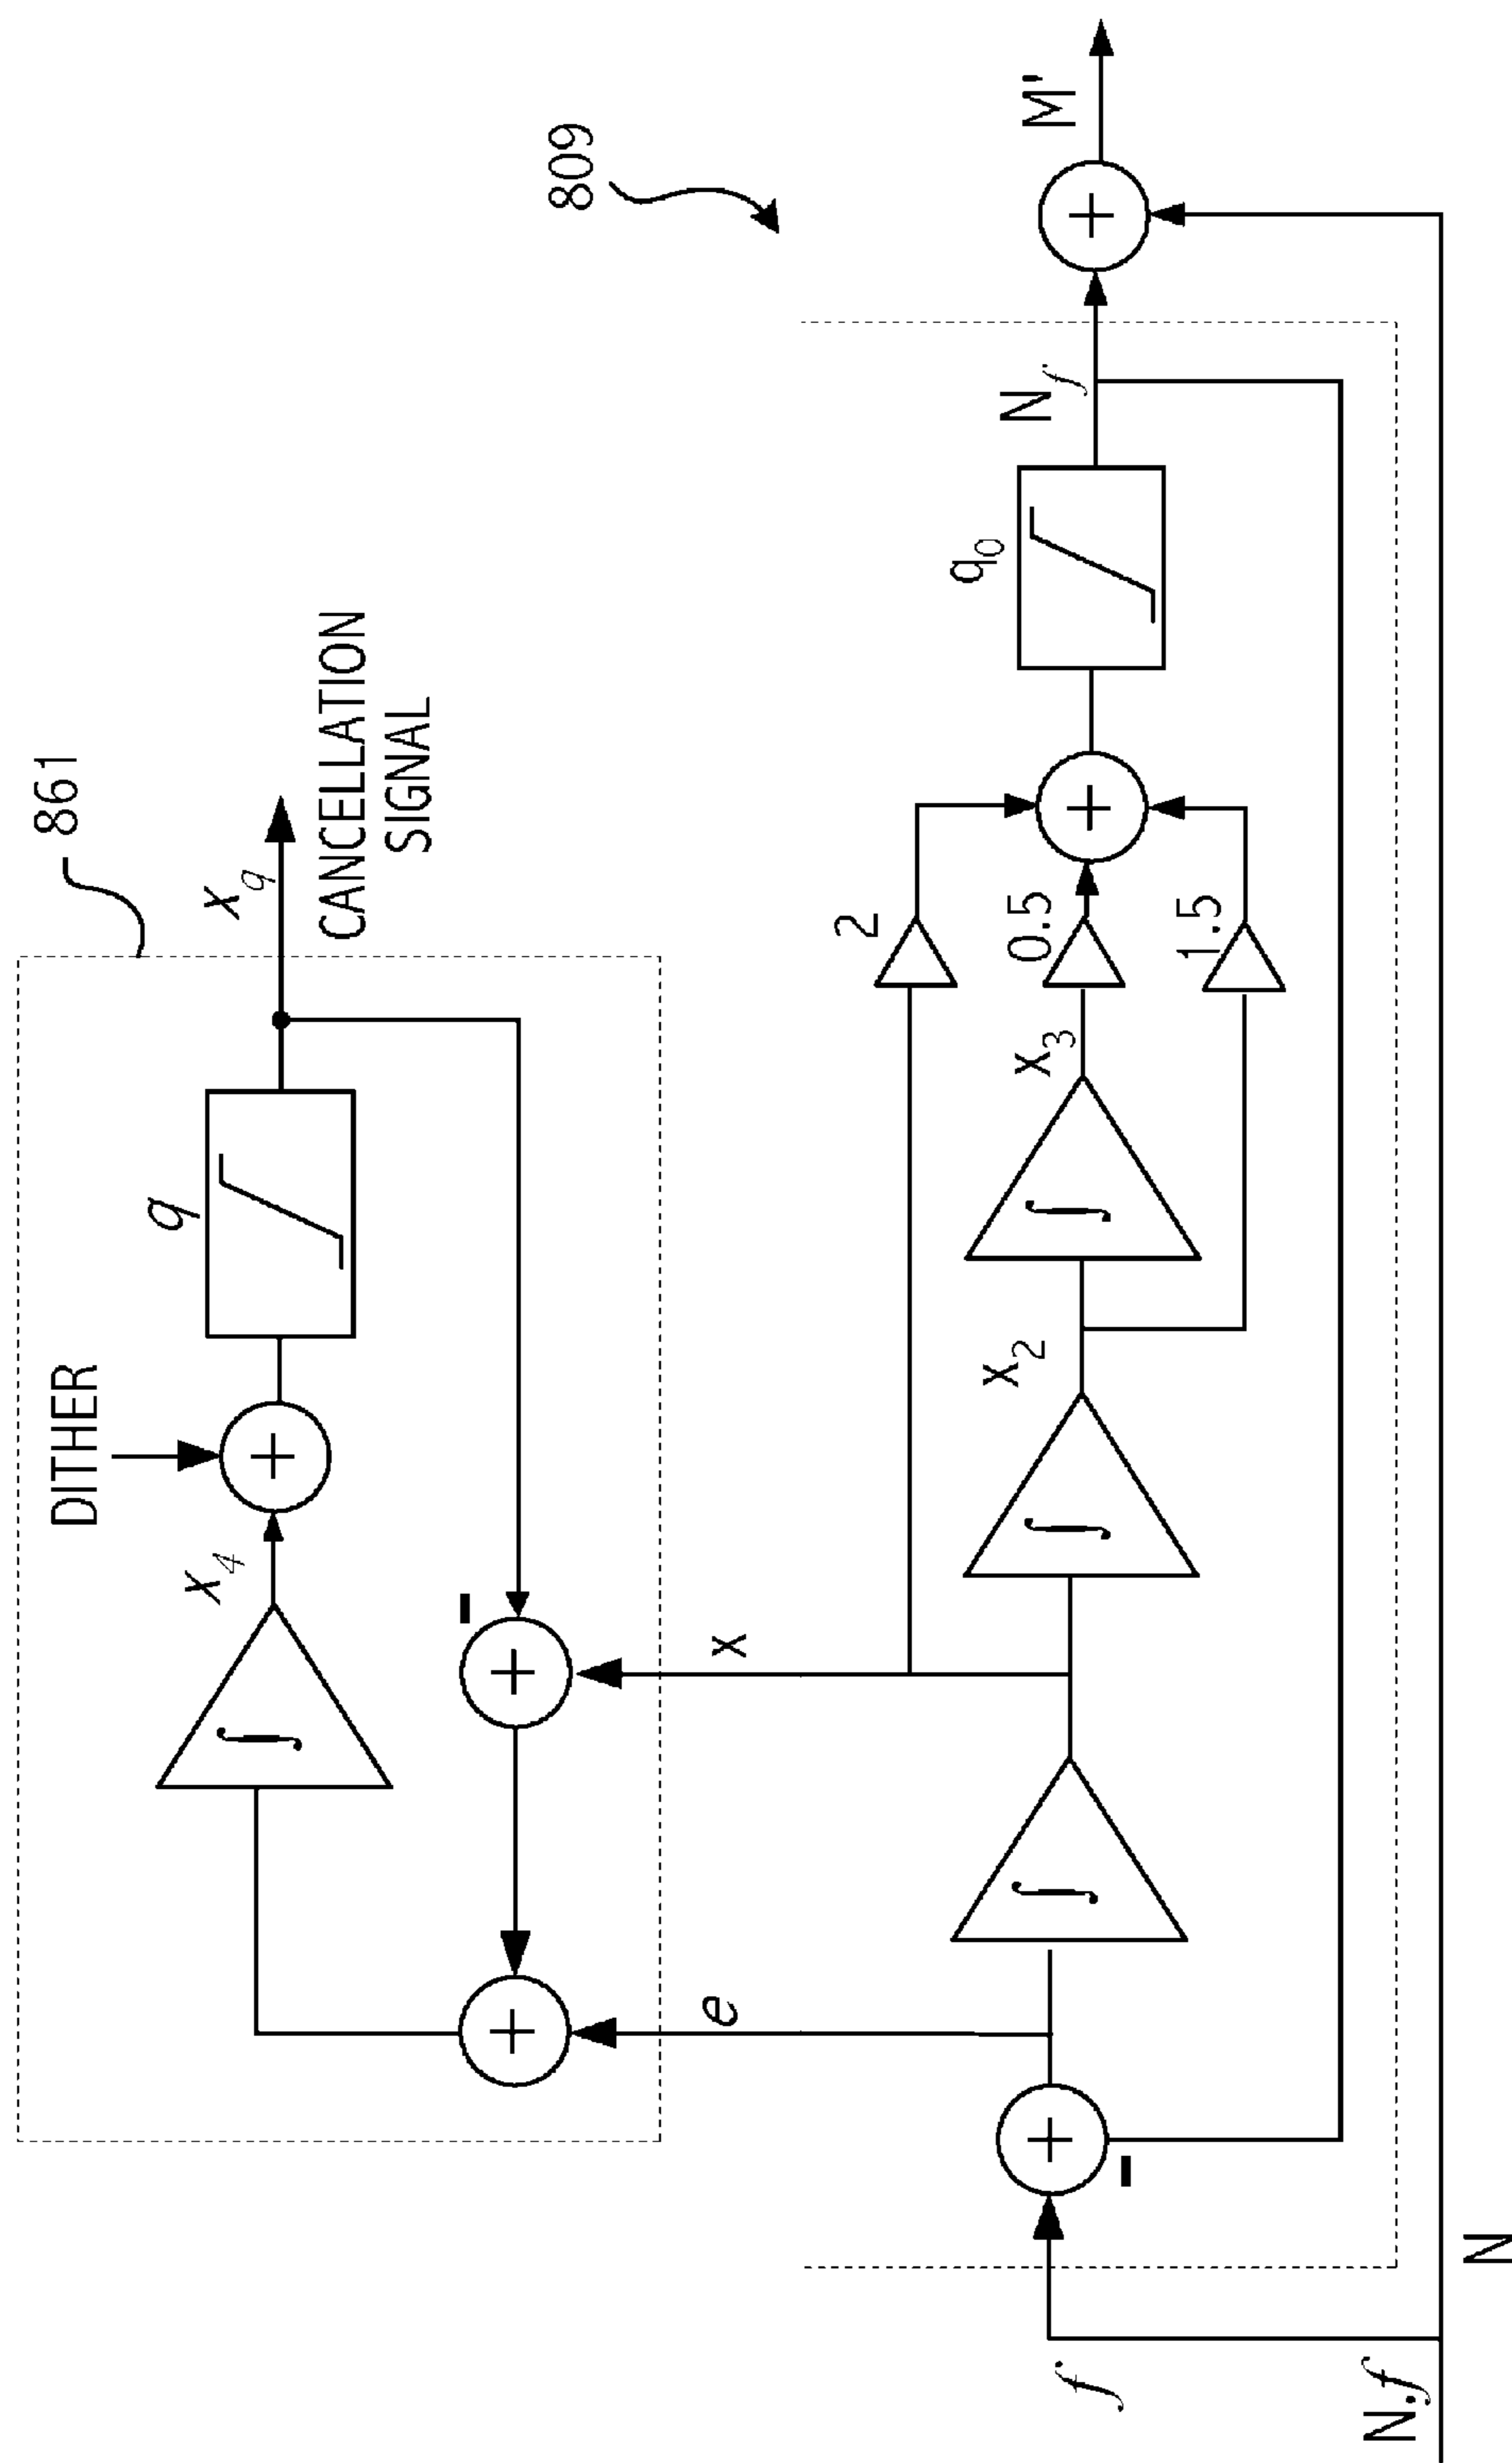 861
DITHER
q
x4
xq
CANCELLATION
SIGNAL
809
e
x
2
x2
x3
0.5
1.5
q0
Nf
M'
f
N.f
N